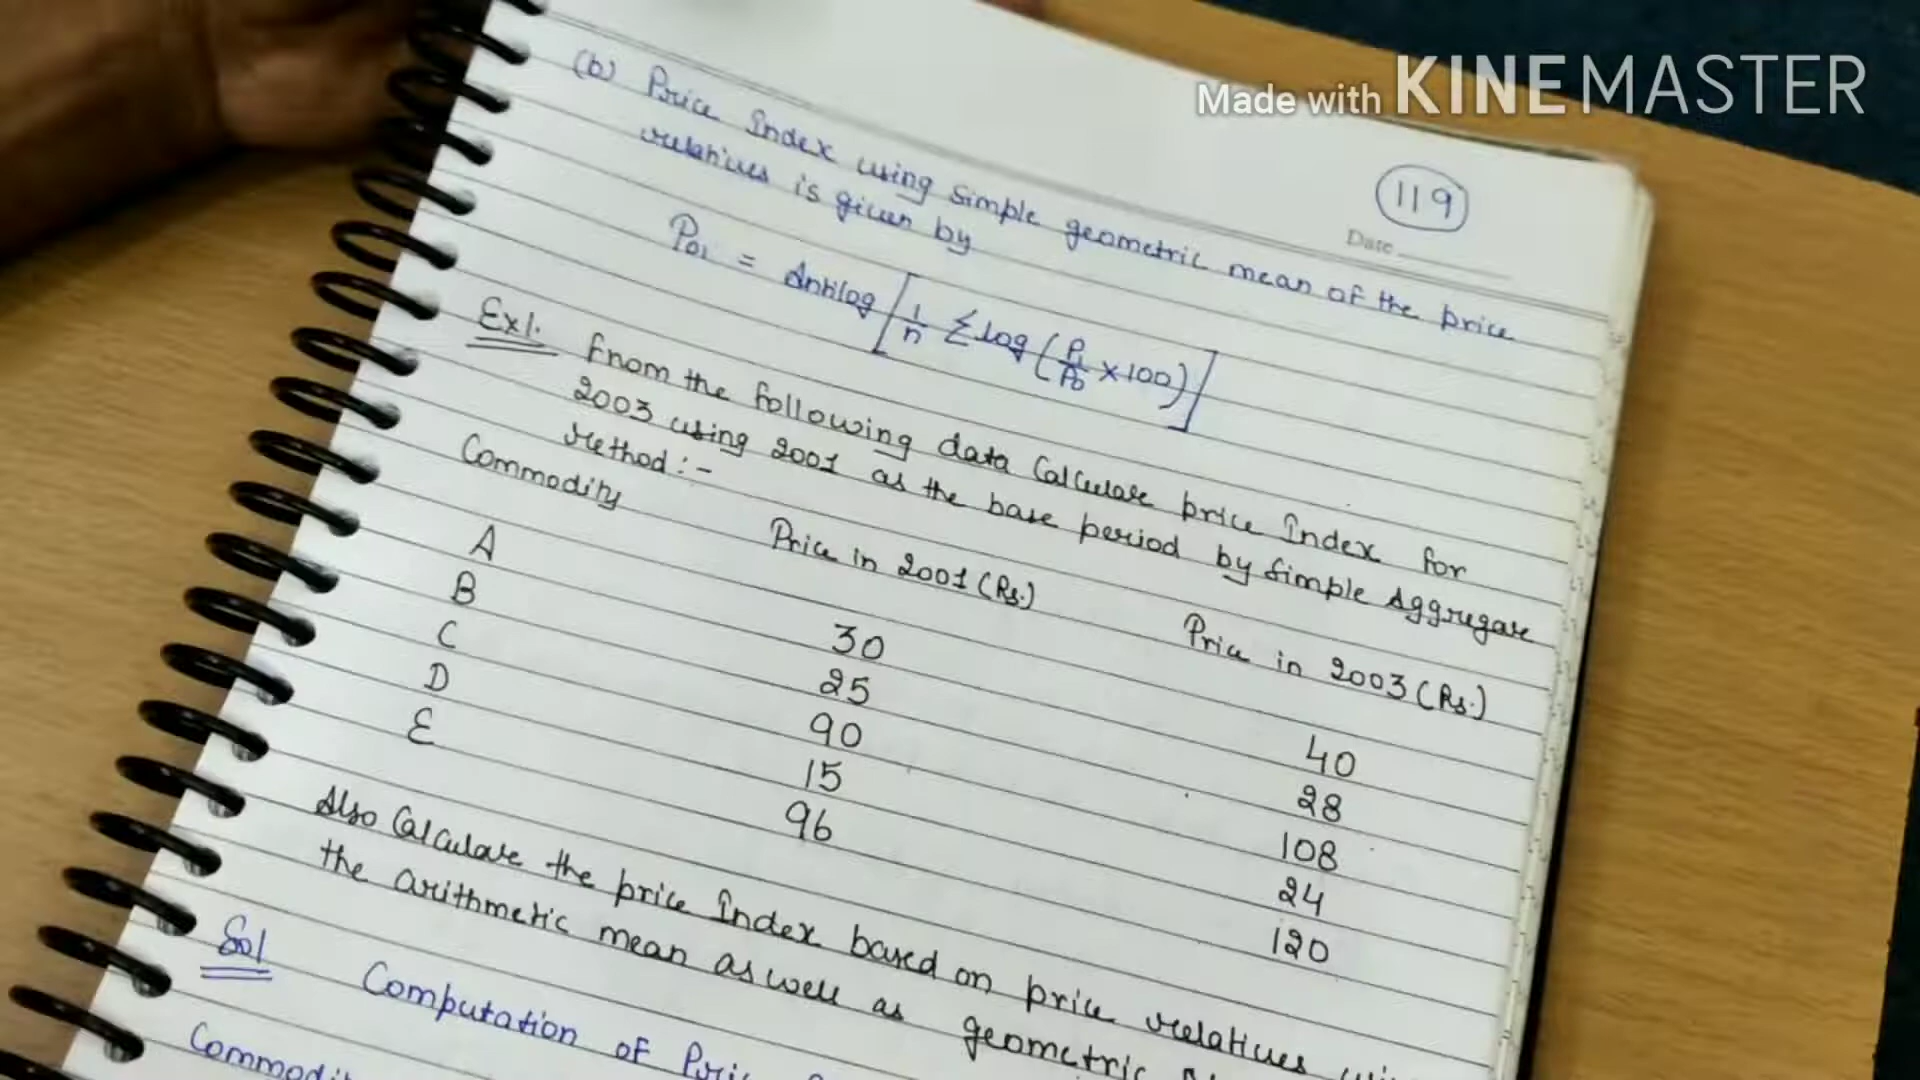 Made with KINEMASTER
119
Date
(b) Price Index using simple geometric mean of the price
relatives is given by
P01 = Antilog [1/n Σ log (P1/P0 × 100)]
Ex1. From the following data Calculate price Index for
2003 using 2001 as the base period by Simple Aggregate
Method :-
Commodity Price in 2001 (Rs.) Price in 2003 (Rs.)
A 30 40
B 25 28
C 90 108
D 15 24
E 96 120
Also Calculate the price Index based on price relatives
the arithmetic mean as well as geometric
Sol Computation of